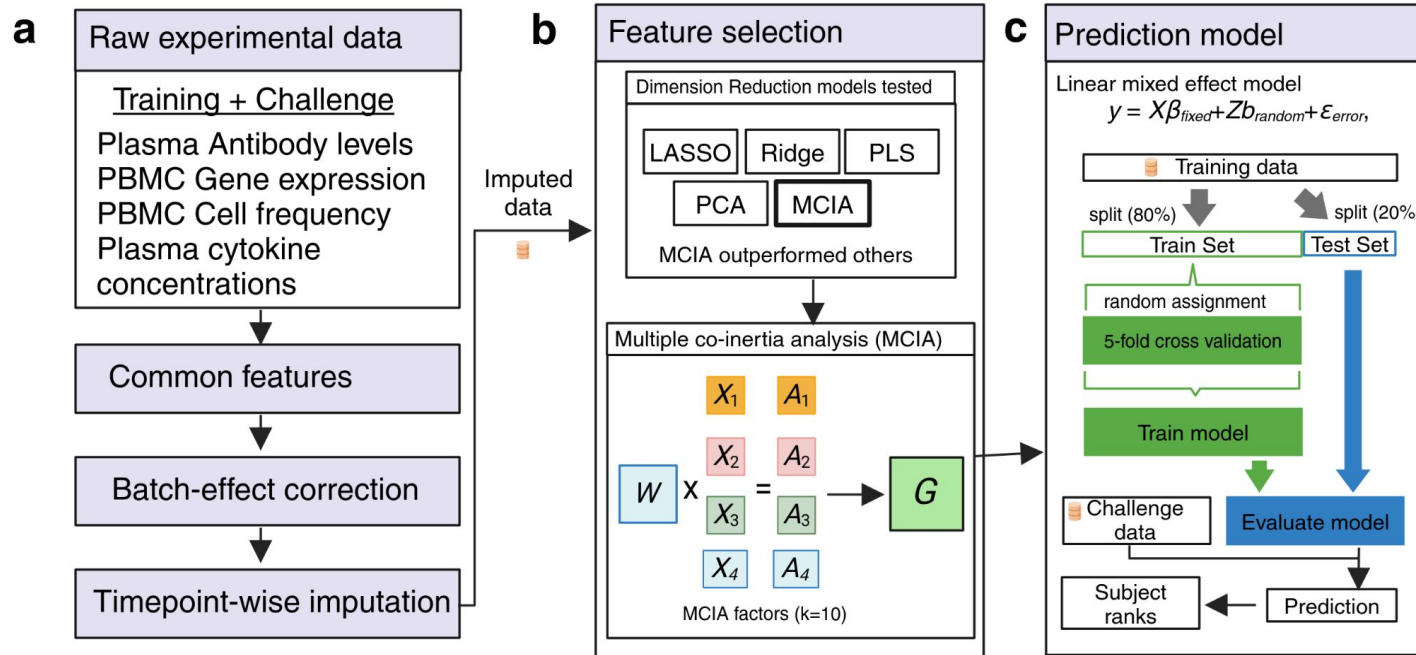 a
Raw experimental data
Training + Challenge
Plasma Antibody levels
PBMC Gene expression
PBMC Cell frequency
Plasma cytokine
concentrations
Common features
Batch-effect correction
Timepoint-wise imputation
Imputed
data
b
Feature selection
Dimension Reduction models tested
LASSO
Ridge
PLS
PCA
MCIA
MCIA outperformed others
Multiple co-inertia analysis (MCIA)
X1
A1
X2
A2
W
x
=
G
X3
A3
X4
A4
MCIA factors (k=10)
c
Prediction model
Linear mixed effect model
y = Xβfixed+Zbrandom+εerror,
Training data
split (80%)
split (20%
Train Set
Test Set
random assignment
5-fold cross validation
Train model
Challenge
data
Evaluate model
Subject
ranks
Prediction